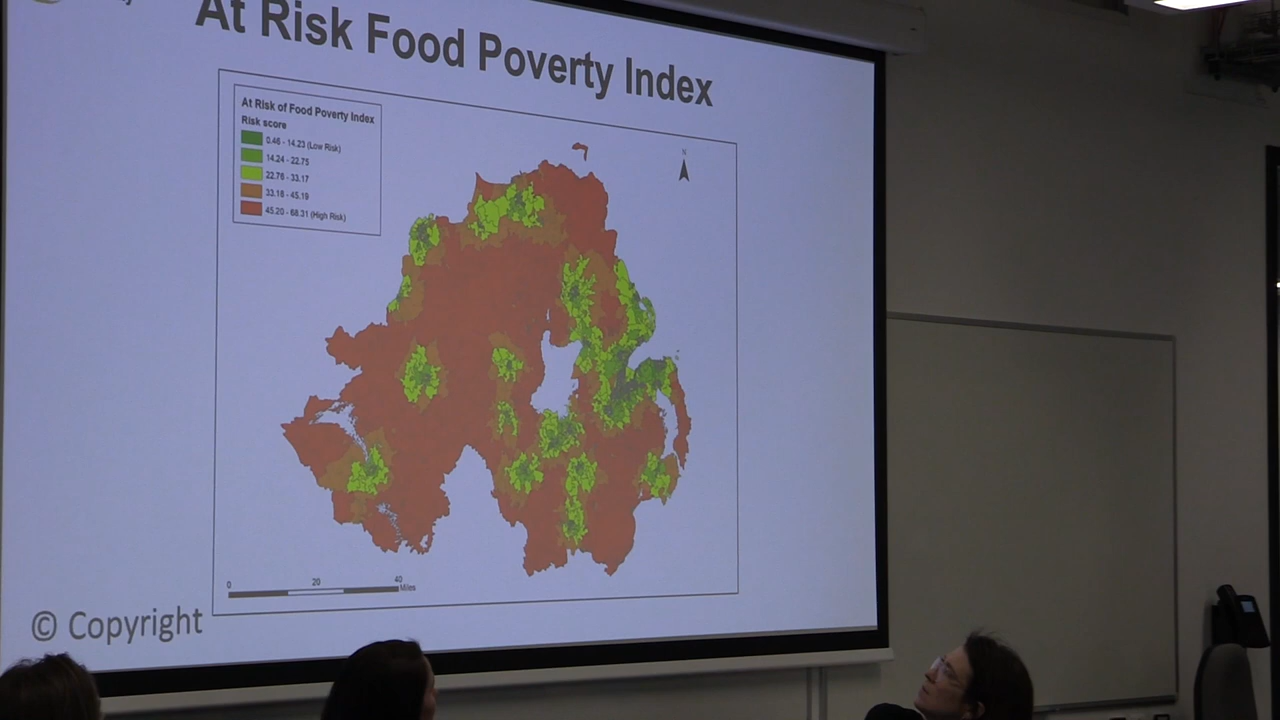 At Risk Food Poverty Index
At Risk of Food Poverty Index
Risk score
0.46 - 14.23 (Low Risk)
14.24 - 22.75
22.76 - 33.17
33.18 - 45.19
45.20 - 68.31 (High Risk)
N
0 20 40
Miles
© Copyright